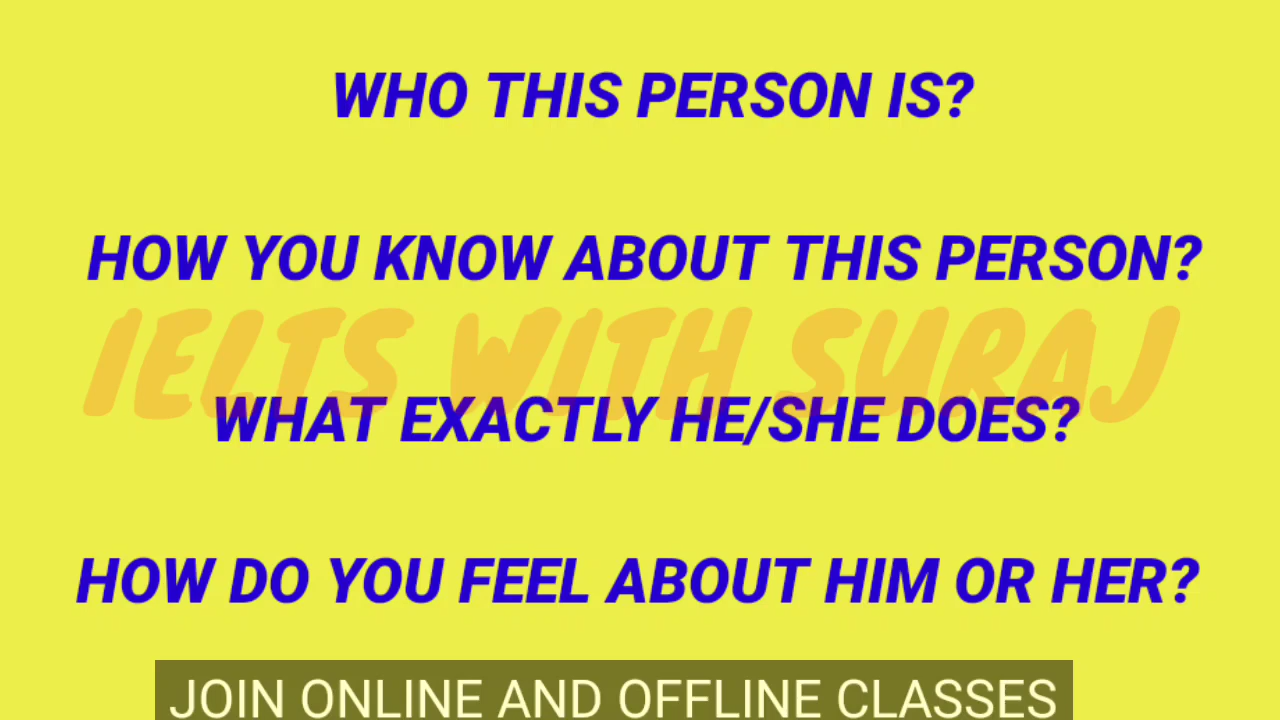 WHO THIS PERSON IS?
HOW YOU KNOW ABOUT THIS PERSON?
IELTS WITH SURAJ
WHAT EXACTLY HE/SHE DOES?
HOW DO YOU FEEL ABOUT HIM OR HER?
JOIN ONLINE AND OFFLINE CLASSES